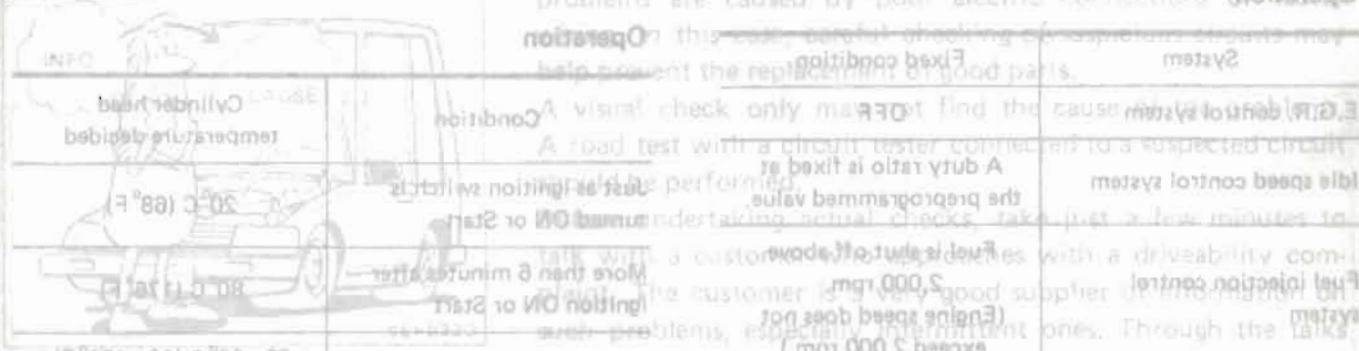 problems are caused by poor electric connections
this case, careful checking of suspicious circuits may
help prevent the replacement of good parts.
A visual check only may not find the cause of the problems.
A road test with a circuit tester connected to a suspected circuit
should be performed.
undertaking actual checks, take just a few minutes to
talk with a customer who approaches with a driveability com-
The customer is a very good supplier of information on
such problems, especially intermittent ones. Through the talks
INFO
CAUSE
Operation
Condition
Cylinder head
temperature decided
Just as ignition switch is
turned ON or Start
20°C (68°F)
More than 6 minutes after
ignition ON or Start
80°C (176°F)
System
Fixed condition
E.G.R. control system
OFF
Idle speed control system
A duty ratio is fixed at
the preprogrammed value.
Fuel injection control
system
Fuel is shut off above
2,000 rpm.
(Engine speed does not
exceed 2,000 rpm.)